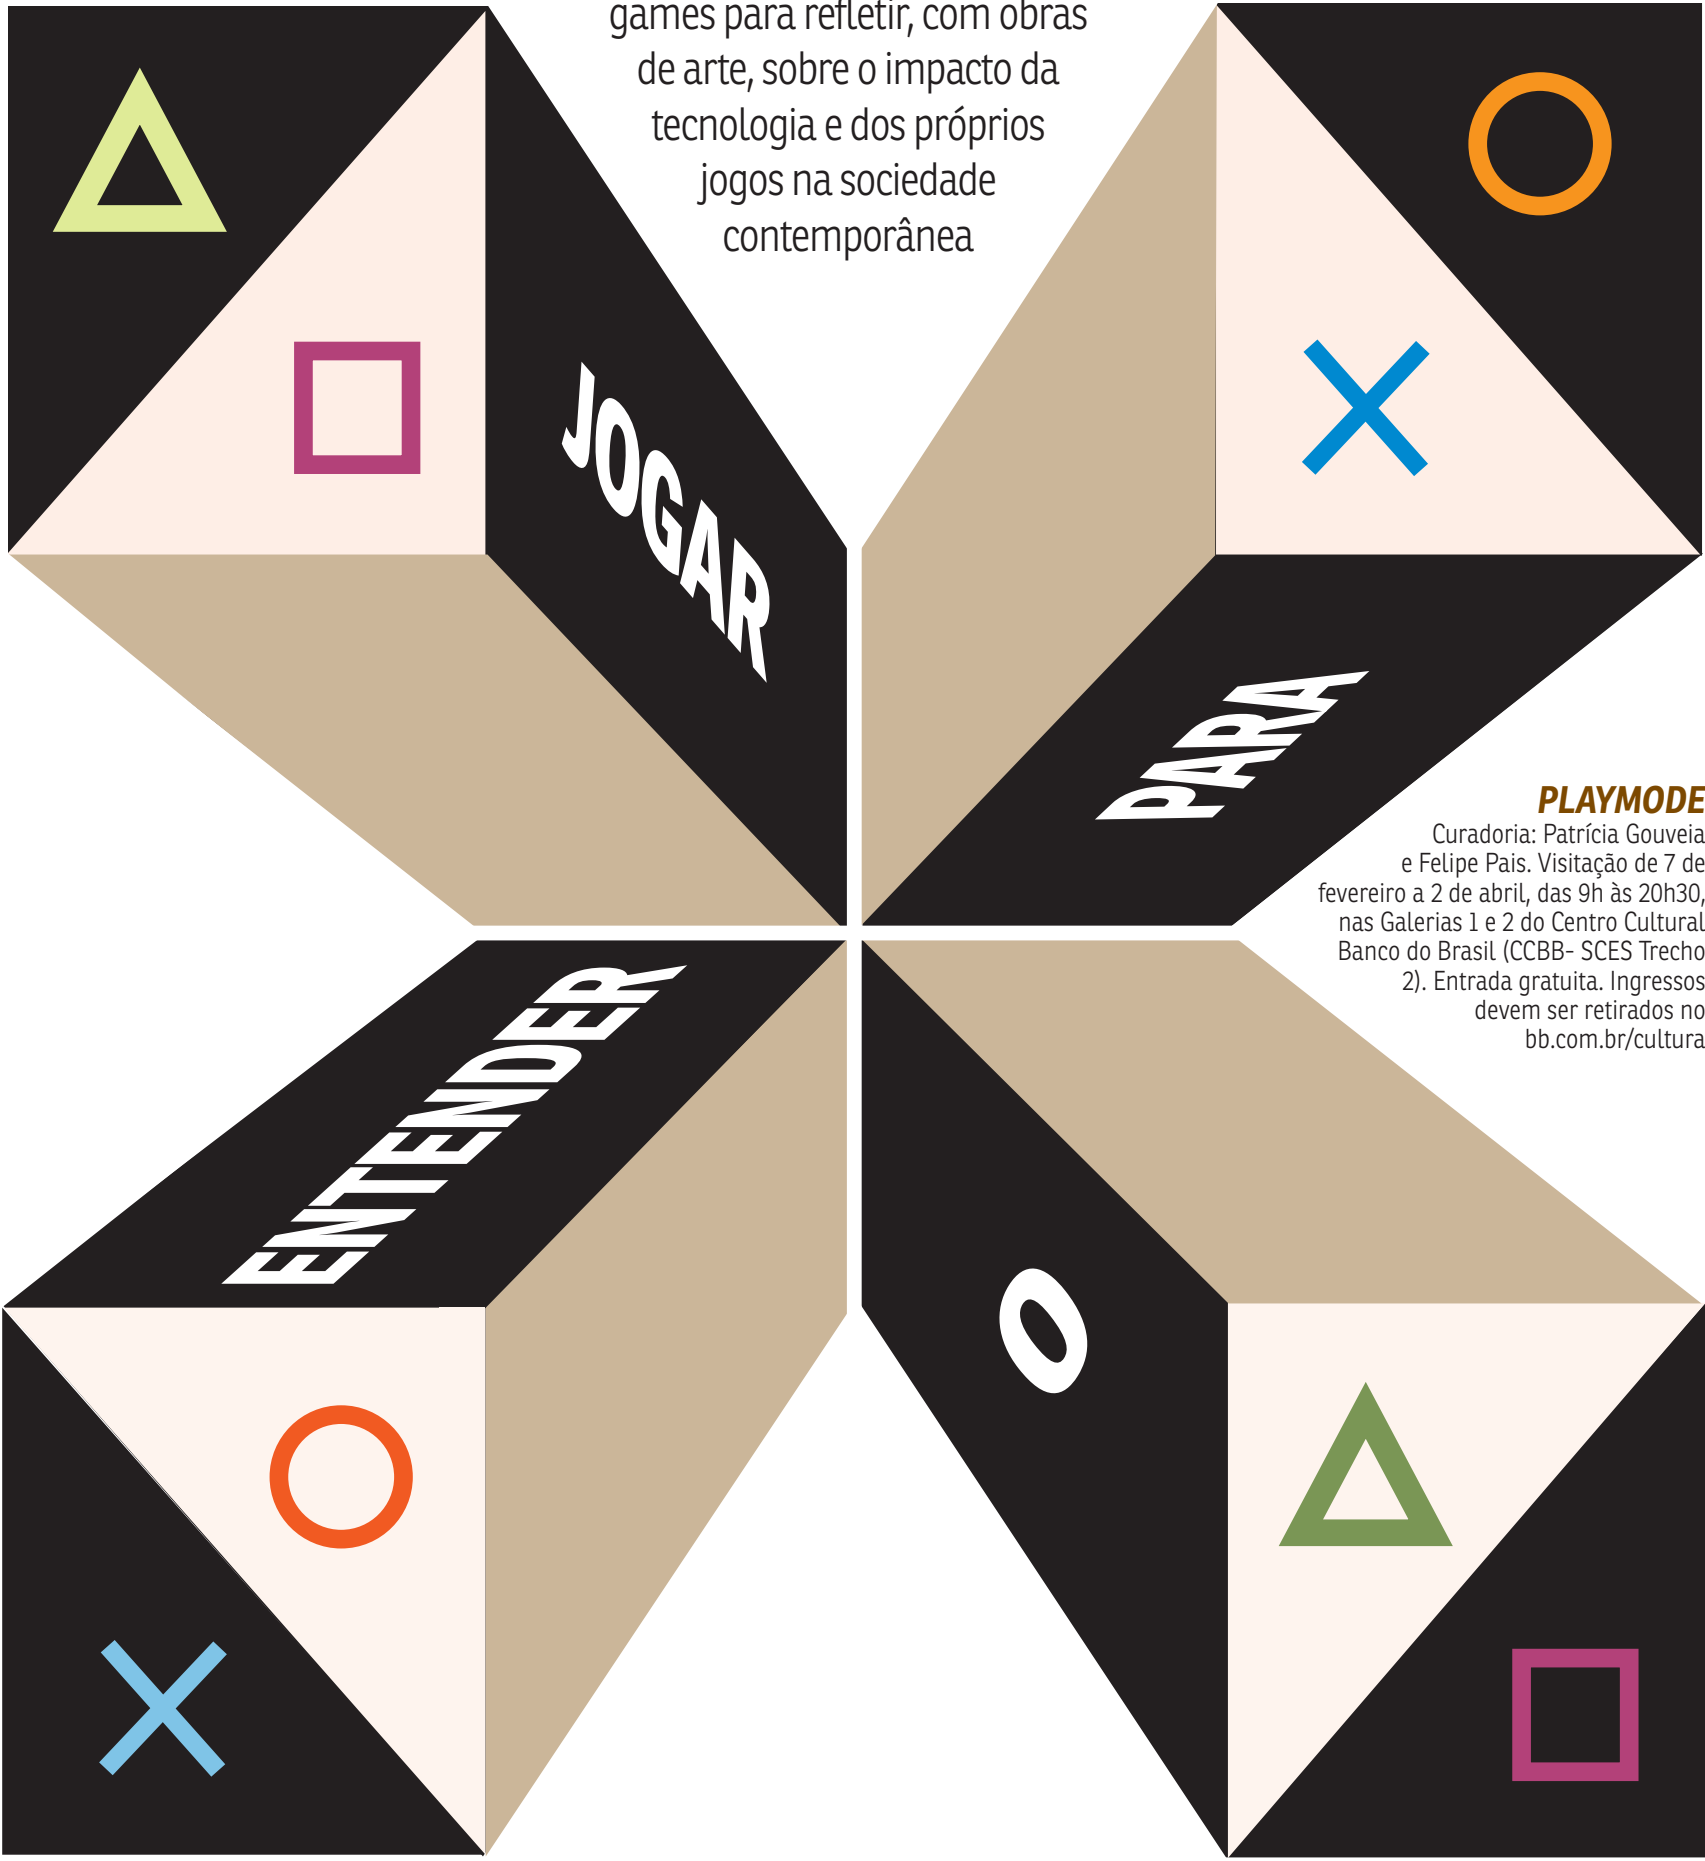 games para refletir, com obras
de arte, sobre o impacto da
tecnologia e dos próprios
jogos na sociedade
contemporânea
JOGAR
PARA
ENTENDER
O
PLAYMODE
Curadoria: Patrícia Gouveia
e Felipe Pais. Visitação de 7 de
fevereiro a 2 de abril, das 9h às 20h30,
nas Galerias 1 e 2 do Centro Cultural
Banco do Brasil (CCBB- SCES Trecho
2). Entrada gratuita. Ingressos
devem ser retirados no
bb.com.br/cultura